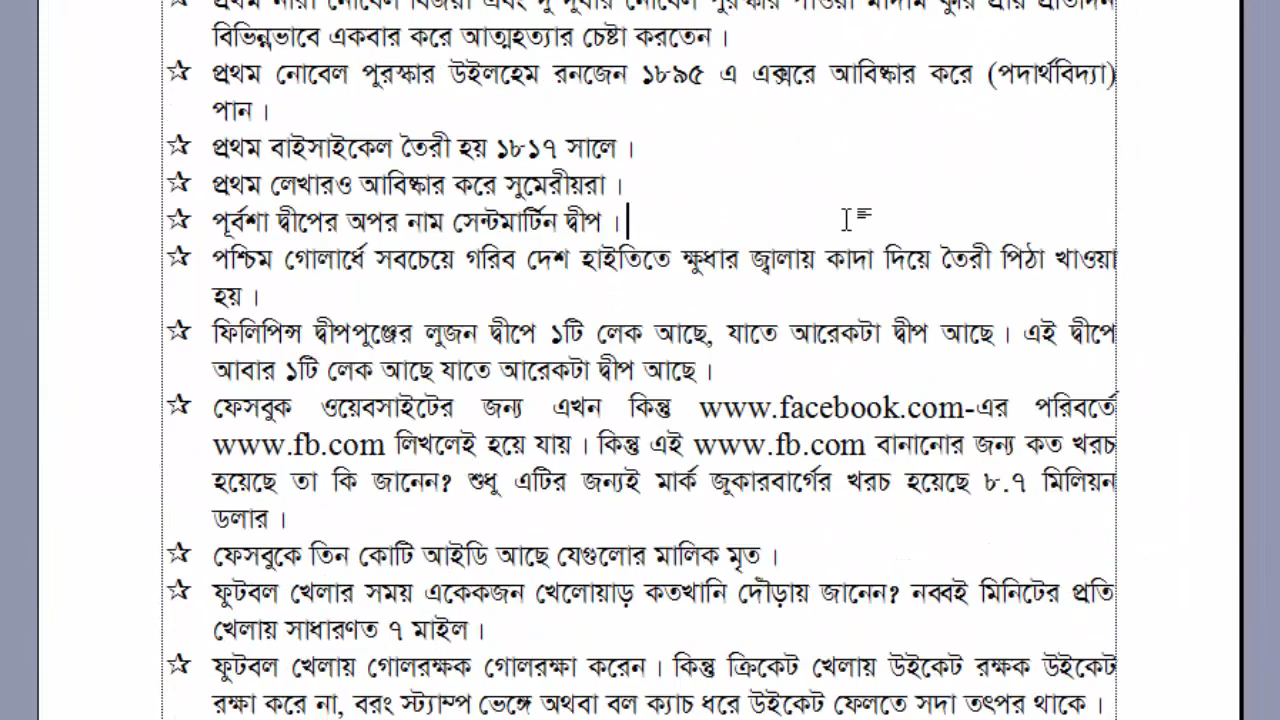 প্রথম নারী নোবেল বিজয়ী এবং দু দুবার নোবেল পুরস্কার পাওয়া মাদাম কুরি প্রায় প্রতিদিন
বিভিন্নভাবে একবার করে আত্মহত্যার চেষ্টা করতেন।
☆ প্রথম নোবেল পুরস্কার উইলহেম রনজেন ১৮৯৫ এ এক্সরে আবিষ্কার করে (পদার্থবিদ্যা)
পান।
☆ প্রথম বাইসাইকেল তৈরী হয় ১৮১৭ সালে।
☆ প্রথম লেখারও আবিষ্কার করে সুমেরীয়রা।
☆ পূর্বশা দ্বীপের অপর নাম সেন্টমার্টিন দ্বীপ।
☆ পশ্চিম গোলার্ধে সবচেয়ে গরিব দেশ হাইতিতে ক্ষুধার জ্বালায় কাদা দিয়ে তৈরী পিঠা খাওয়া
হয়।
☆ ফিলিপিন্স দ্বীপপুঞ্জের লুজন দ্বীপে ১টি লেক আছে, যাতে আরেকটা দ্বীপ আছে। এই দ্বীপে
আবার ১টি লেক আছে যাতে আরেকটা দ্বীপ আছে।
☆ ফেসবুক ওয়েবসাইটের জন্য এখন কিন্তু www.facebook.com-এর পরিবর্তে
www.fb.com লিখলেই হয়ে যায়। কিন্তু এই www.fb.com বানানোর জন্য কত খরচ
হয়েছে তা কি জানেন? শুধু এটির জন্যই মার্ক জুকারবার্গের খরচ হয়েছে ৮.৭ মিলিয়ন
ডলার।
☆ ফেসবুকে তিন কোটি আইডি আছে যেগুলোর মালিক মৃত।
☆ ফুটবল খেলার সময় একেকজন খেলোয়াড় কতখানি দৌড়ায় জানেন? নব্বই মিনিটের প্রতি
খেলায় সাধারণত ৭ মাইল।
☆ ফুটবল খেলায় গোলরক্ষক গোলরক্ষা করেন। কিন্তু ক্রিকেট খেলায় উইকেট রক্ষক উইকেট
রক্ষা করে না, বরং স্ট্যাম্প ভেঙ্গে অথবা বল ক্যাচ ধরে উইকেট ফেলতে সদা তৎপর থাকে।